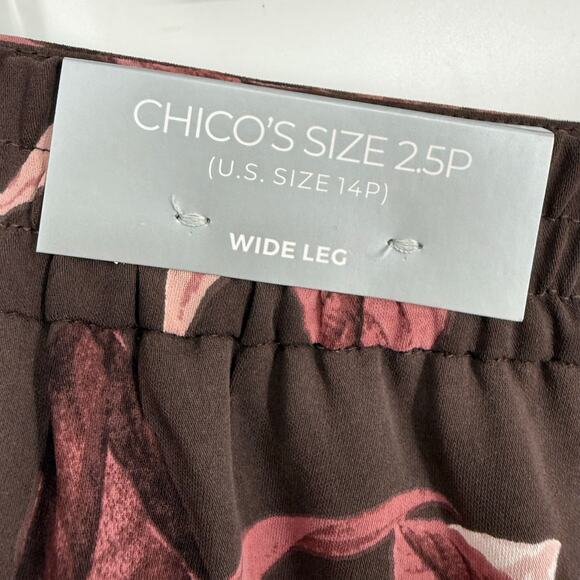 CHICO'S SIZE 2.5P
(U.S. SIZE 14P)
WIDE LEG